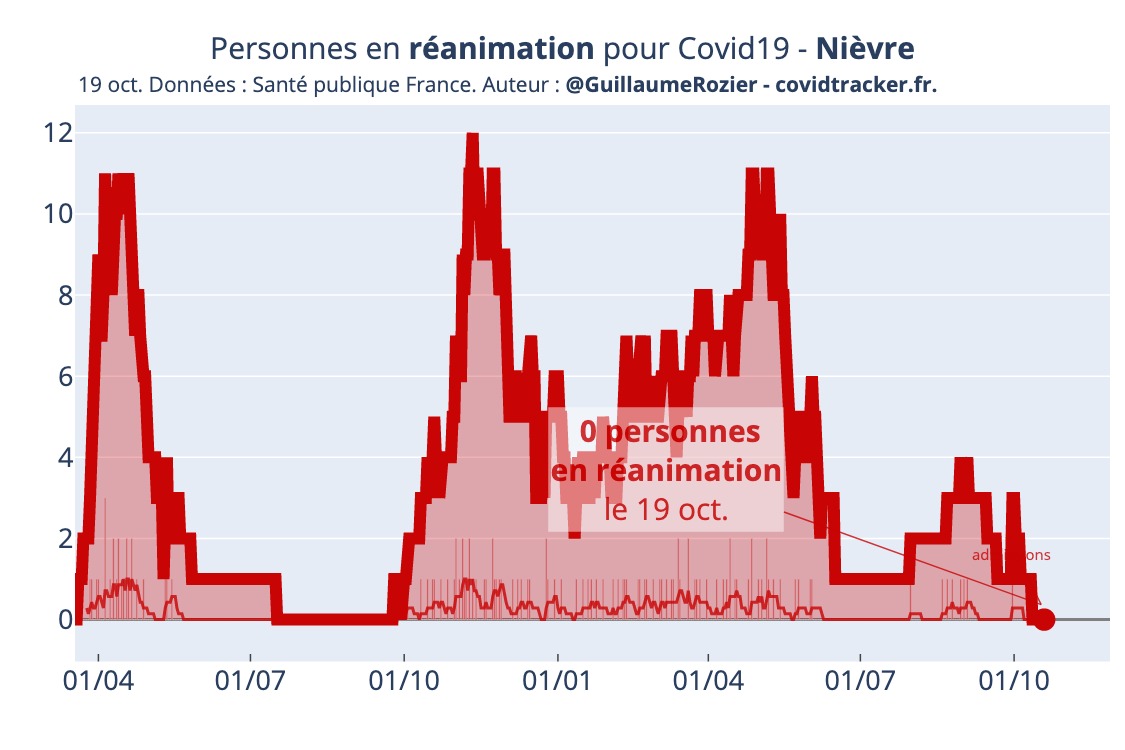 Personnes en réanimation pour Covid19 - Nièvre
19 oct. Données : Santé publique France. Auteur : @GuillaumeRozier - covidtracker.fr.
12
10
8
6
4
2
0
0 personnes
en réanimation
le 19 oct.
01/04
01/07
01/10
01/01
01/04
01/07
01/10